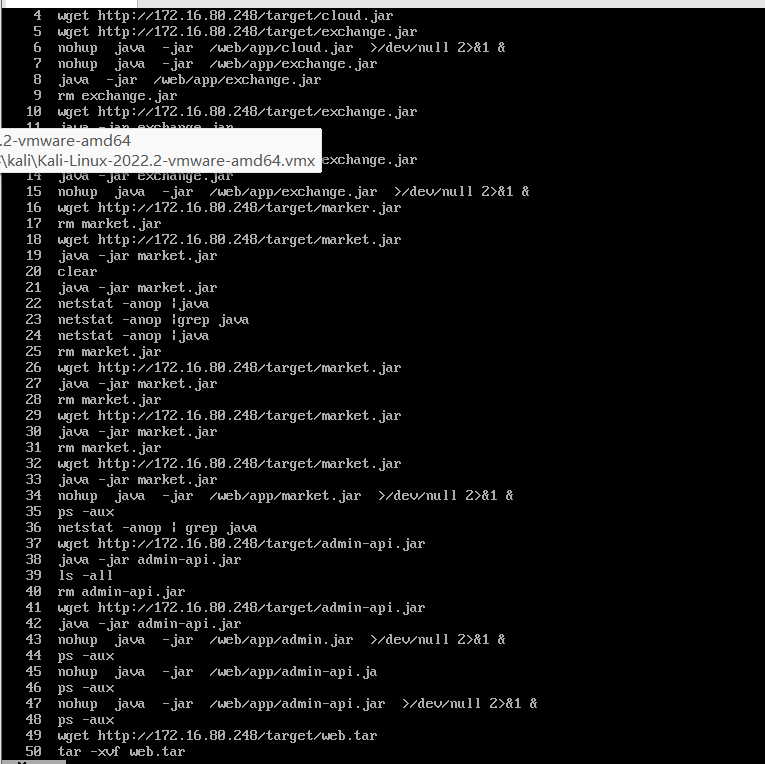 4 wget http://172.16.80.248/target/cloud.jar
5 wget http://172.16.80.248/target/exchange.jar
6 nohup java -jar /web/app/cloud.jar >/dev/null 2>&1 &
7 nohup java -jar /web/app/exchange.jar
8 java -jar /web/app/exchange.jar
9 rm exchange.jar
10 wget http://172.16.80.248/target/exchange.jar
11 java -jar exchange.jar
.2-vmware-amd64
\kali\Kali-Linux-2022.2-vmware-amd64.vmx exchange.jar
14 java -jar exchange.jar
15 nohup java -jar /web/app/exchange.jar >/dev/null 2>&1 &
16 wget http://172.16.80.248/target/marker.jar
17 rm market.jar
18 wget http://172.16.80.248/target/market.jar
19 java -jar market.jar
20 clear
21 java -jar market.jar
22 netstat -anop |java
23 netstat -anop |grep java
24 netstat -anop |java
25 rm market.jar
26 wget http://172.16.80.248/target/market.jar
27 java -jar market.jar
28 rm market.jar
29 wget http://172.16.80.248/target/market.jar
30 java -jar market.jar
31 rm market.jar
32 wget http://172.16.80.248/target/market.jar
33 java -jar market.jar
34 nohup java -jar /web/app/market.jar >/dev/null 2>&1 &
35 ps -aux
36 netstat -anop | grep java
37 wget http://172.16.80.248/target/admin-api.jar
38 java -jar admin-api.jar
39 ls -all
40 rm admin-api.jar
41 wget http://172.16.80.248/target/admin-api.jar
42 java -jar admin-api.jar
43 nohup java -jar /web/app/admin.jar >/dev/null 2>&1 &
44 ps -aux
45 nohup java -jar /web/app/admin-api.ja
46 ps -aux
47 nohup java -jar /web/app/admin-api.jar >/dev/null 2>&1 &
48 ps -aux
49 wget http://172.16.80.248/target/web.tar
50 tar -xvf web.tar